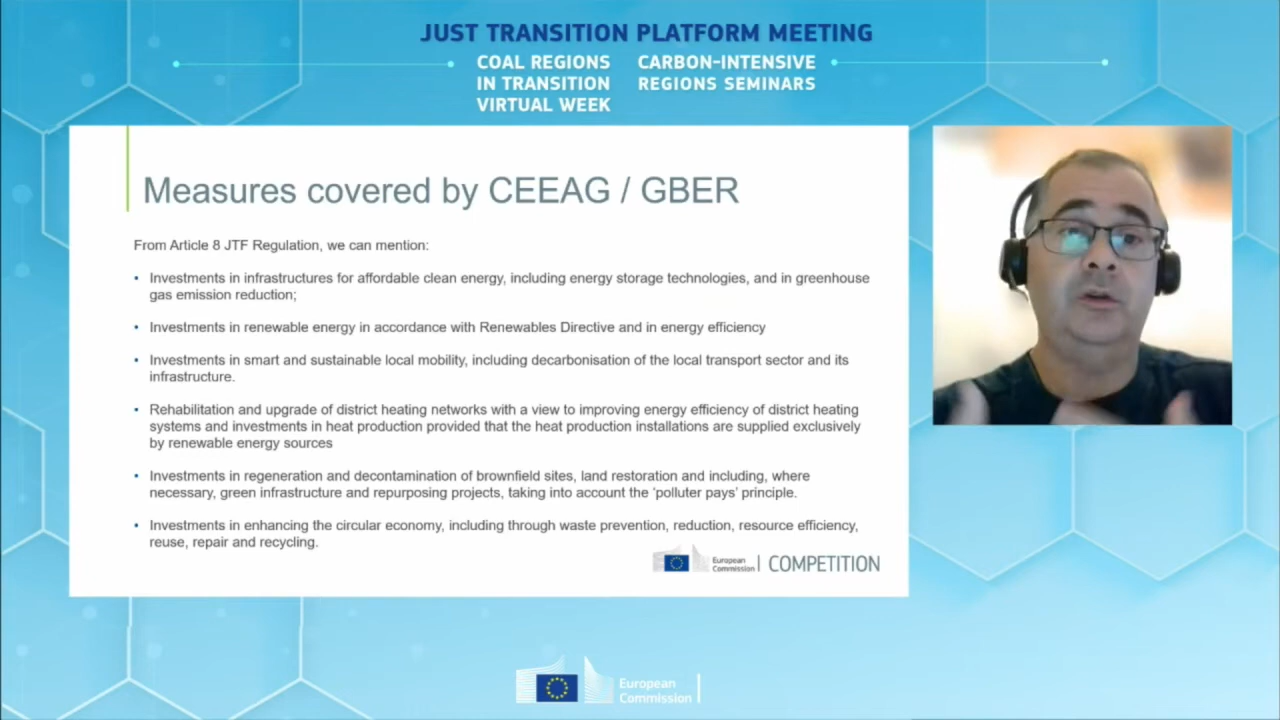 JUST TRANSITION PLATFORM MEETING
COAL REGIONS
IN TRANSITION
VIRTUAL WEEK
CARBON-INTENSIVE
REGIONS SEMINARS
Measures covered by CEEAG / GBER
From Article 8 JTF Regulation, we can mention:
• Investments in infrastructures for affordable clean energy, including energy storage technologies, and in greenhouse
gas emission reduction;
• Investments in renewable energy in accordance with Renewables Directive and in energy efficiency
• Investments in smart and sustainable local mobility, including decarbonisation of the local transport sector and its
infrastructure.
• Rehabilitation and upgrade of district heating networks with a view to improving energy efficiency of district heating
systems and investments in heat production provided that the heat production installations are supplied exclusively
by renewable energy sources
• Investments in regeneration and decontamination of brownfield sites, land restoration and including, where
necessary, green infrastructure and repurposing projects, taking into account the ‘polluter pays’ principle.
• Investments in enhancing the circular economy, including through waste prevention, reduction, resource efficiency,
reuse, repair and recycling.
European
Commission
COMPETITION
European
Commission